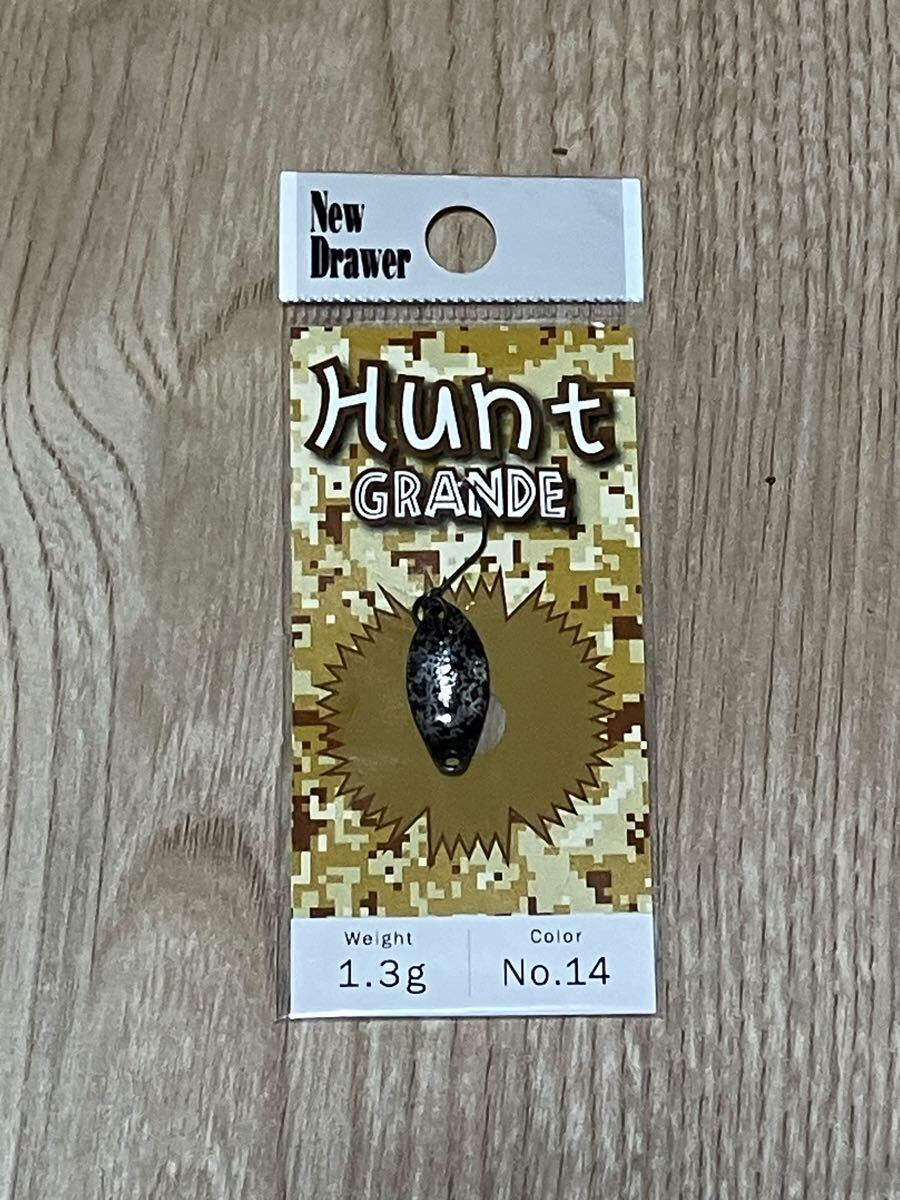 New
Drawer
Hunt
GRANDE
Weight
Color
1.3g
No.14